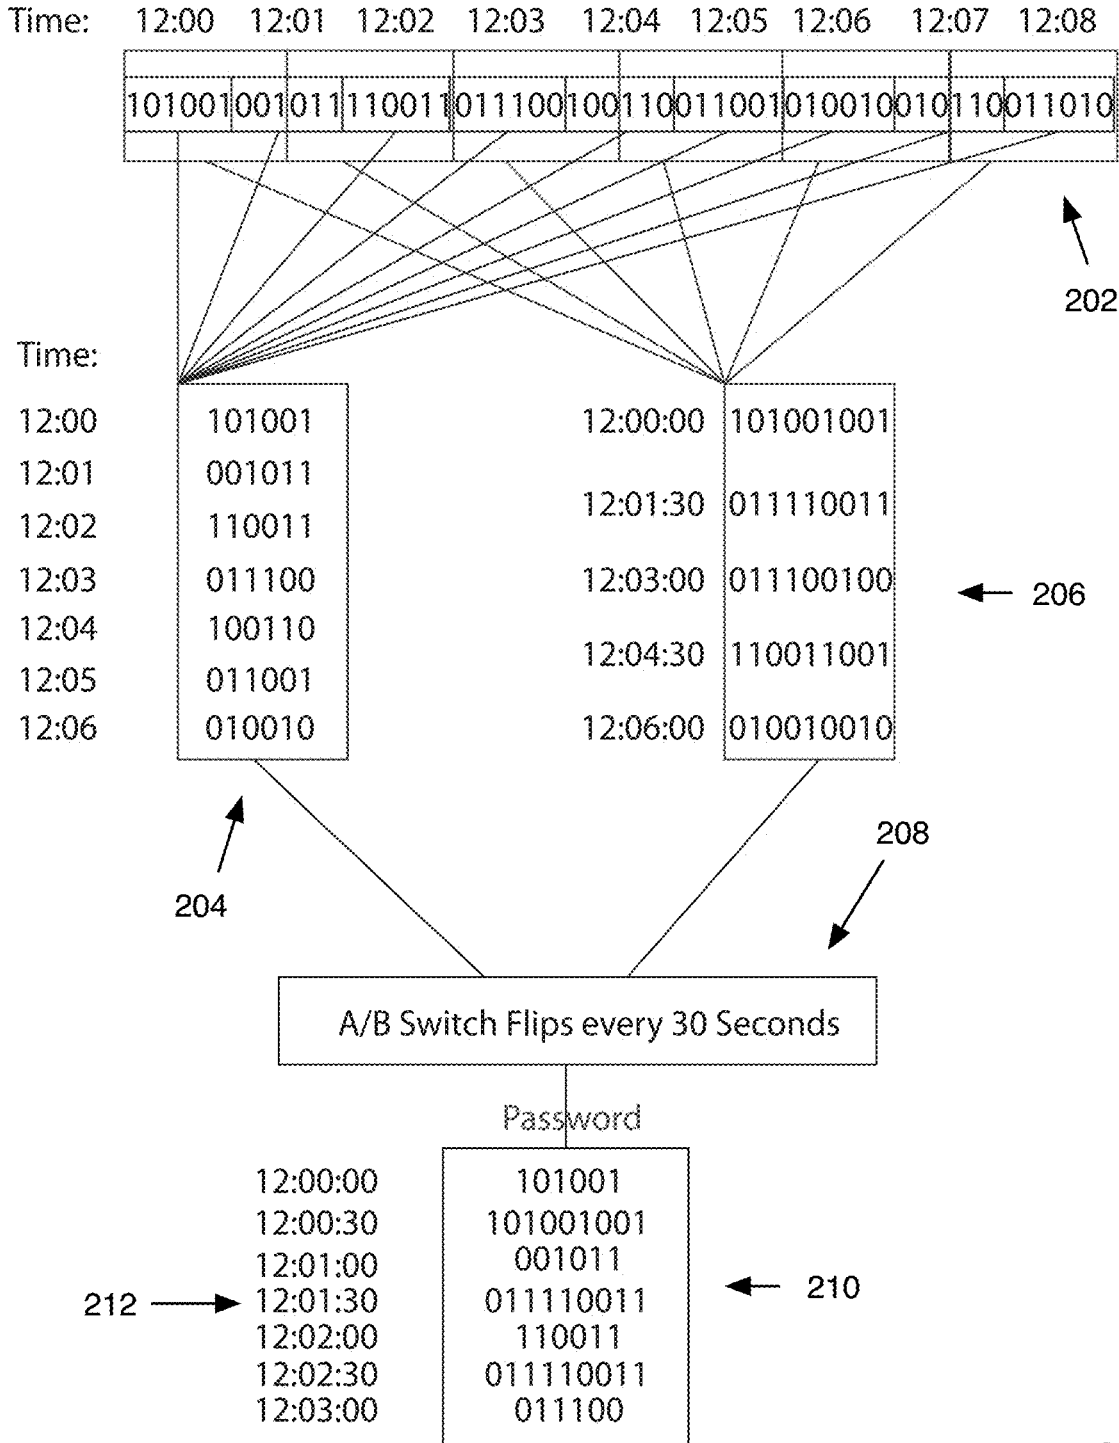 Time: 12:00 12:01 12:02 12:03 12:04 12:05 12:06 12:07 12:08
101001001011110011011100100110011001010010010110011010
202
Time:
12:00 101001 12:00:00 101001001
12:01 001011
12:01:30 011110011
12:02 110011
12:03 011100 12:03:00 011100100
206
12:04 100110
12:04:30 110011001
12:05 011001
12:06 010010 12:06:00 010010010
208
204
A/B Switch Flips every 30 Seconds
Password
12:00:00 101001
12:00:30 101001001
12:01:00 001011
212 12:01:30 011110011 210
12:02:00 110011
12:02:30 011110011
12:03:00 011100